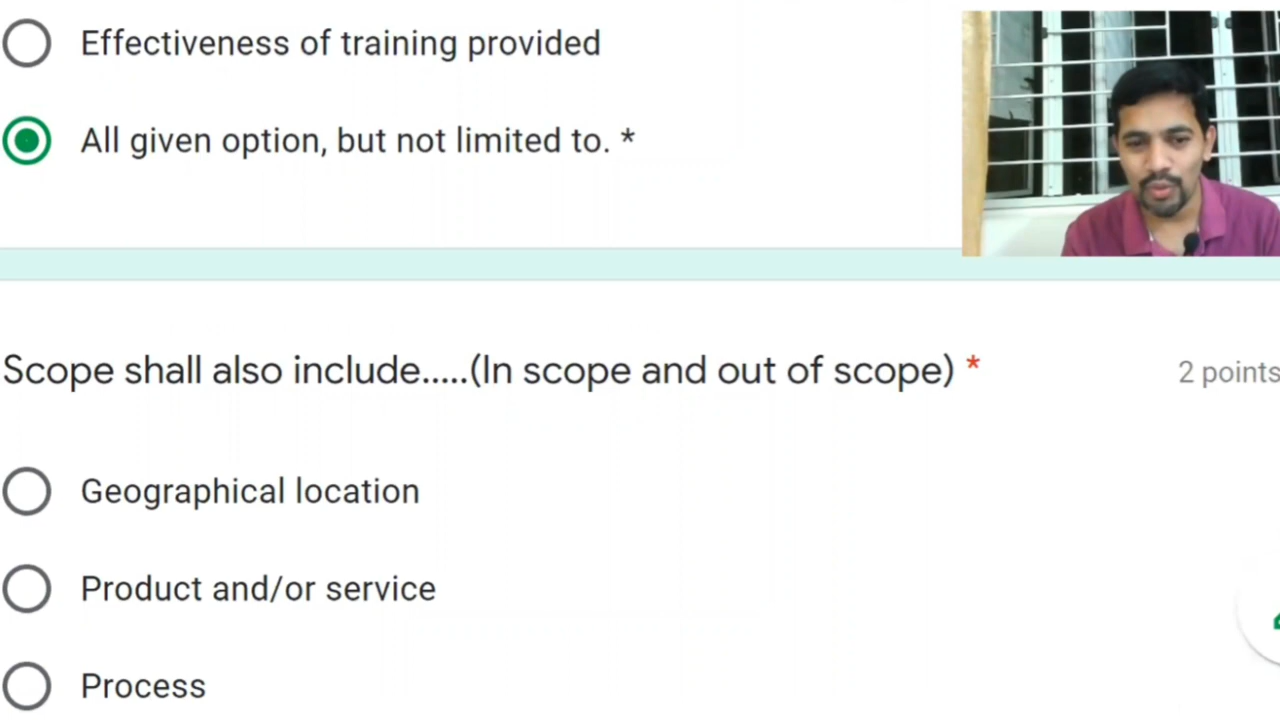 Effectiveness of training provided
All given option, but not limited to. *
Scope shall also include.....(In scope and out of scope) *
2 points
Geographical location
Product and/or service
Process